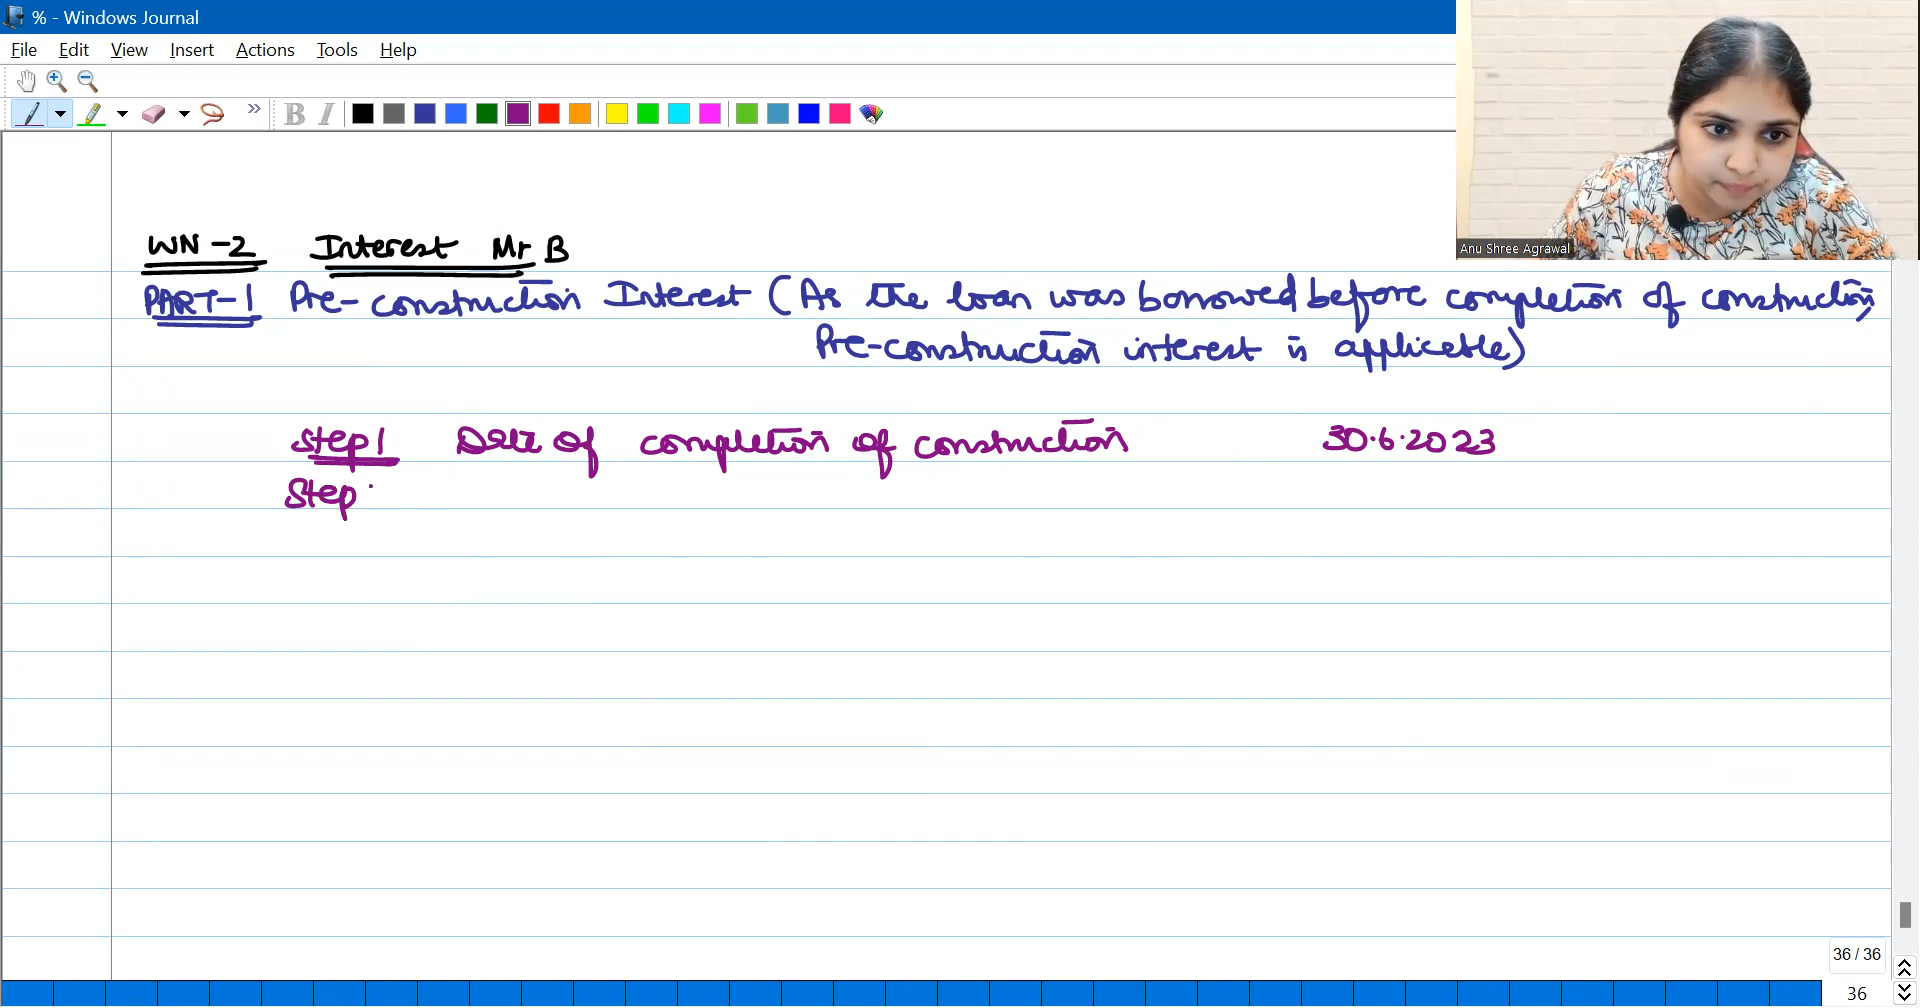 % - Windows Journal
File Edit View Insert Actions Tools Help
B I
Anu Shree Agrawal
WN-2 Interest Mr B
PART-1 Pre-construction Interest (As the loan was borrowed before completion of construction,
Pre-construction interest is applicable)
Step 1 Date of completion of construction 30.6.2023
Step
36 / 36
36